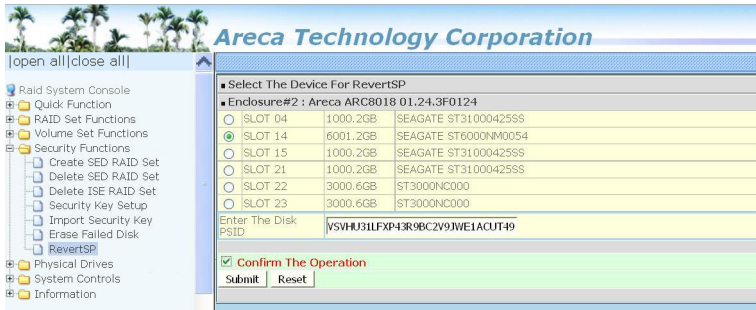 Areca Technology Corporation
|open all|close all|
Raid System Console
Quick Function
RAID Set Functions
Volume Set Functions
Security Functions
Create SED RAID Set
Delete SED RAID Set
Delete ISE RAID Set
Security Key Setup
Import Security Key
Erase Failed Disk
RevertSP
Physical Drives
System Controls
Information
Select The Device For RevertSP
Enclosure#2 : Areca ARC8018 01.24.3F0124
SLOT 04 1000.2GB SEAGATE ST31000425SS
SLOT 14 6001.2GB SEAGATE ST6000NM0054
SLOT 15 1000.2GB SEAGATE ST31000425SS
SLOT 21 1000.2GB SEAGATE ST31000425SS
SLOT 22 3000.6GB ST3000NC000
SLOT 23 3000.6GB ST3000NC000
Enter The Disk
PSID
VSVHU31LFXP43R9BC2V9JWE1ACUT49
Confirm The Operation
Submit Reset